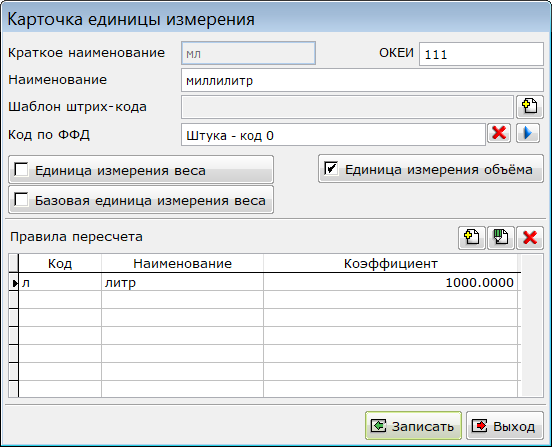 Карточка единицы измерения
Краткое наименование мл ОКЕИ 111
Наименование миллилитр
Шаблон штрих-кода
Код по ФФД Штука - код 0
Единица измерения веса Единица измерения объёма
Базовая единица измерения веса
Правила пересчета
Код Наименование Коэффициент
л литр 1000.0000
Записать Выход